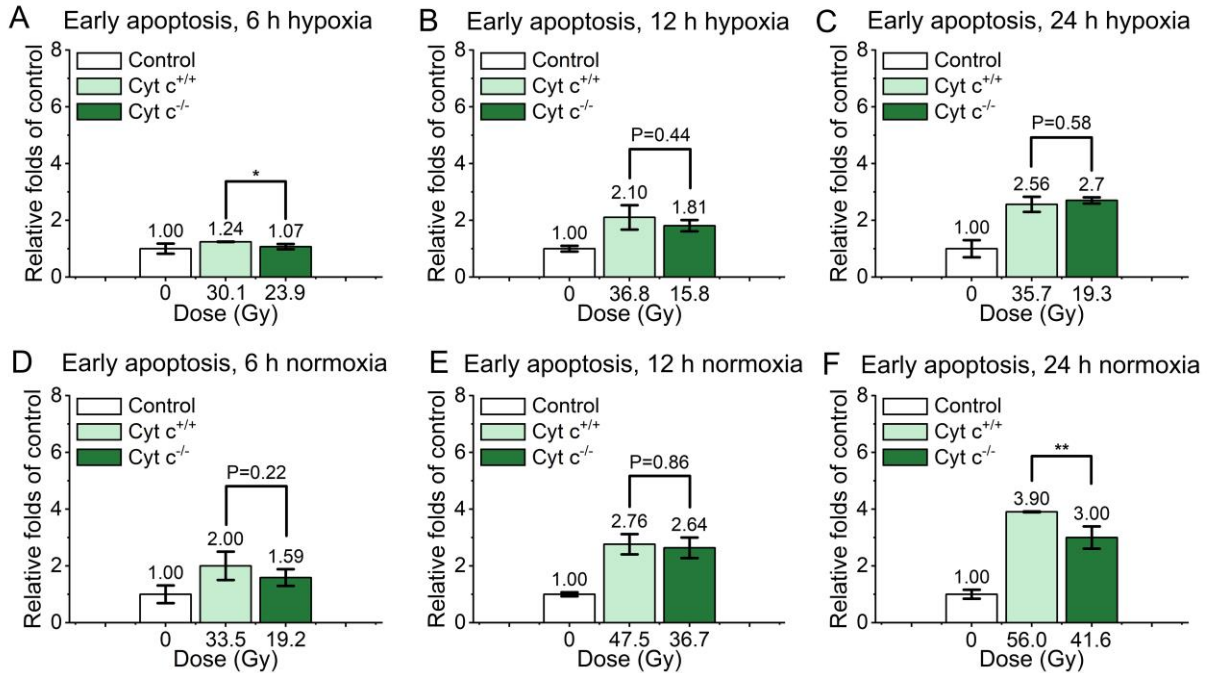 A Early apoptosis, 6 h hypoxia
8
6
4
2
0
Relative folds of control
Control
Cyt c+/+
Cyt c-/-
*
1.00
1.24
1.07
0
30.1
23.9
Dose (Gy)
B Early apoptosis, 12 h hypoxia
8
6
4
2
0
Relative folds of control
Control
Cyt c+/+
Cyt c-/-
P=0.44
1.00
2.10
1.81
0
36.8
15.8
Dose (Gy)
C Early apoptosis, 24 h hypoxia
8
6
4
2
0
Relative folds of control
Control
Cyt c+/+
Cyt c-/-
P=0.58
1.00
2.56
2.7
0
35.7
19.3
Dose (Gy)
D Early apoptosis, 6 h normoxia
8
6
4
2
0
Relative folds of control
Control
Cyt c+/+
Cyt c-/-
P=0.22
1.00
2.00
1.59
0
33.5
19.2
Dose (Gy)
E Early apoptosis, 12 h normoxia
8
6
4
2
0
Relative folds of control
Control
Cyt c+/+
Cyt c-/-
P=0.86
1.00
2.76
2.64
0
47.5
36.7
Dose (Gy)
F Early apoptosis, 24 h normoxia
8
6
4
2
0
Relative folds of control
Control
Cyt c+/+
Cyt c-/-
**
1.00
3.90
3.00
0
56.0
41.6
Dose (Gy)